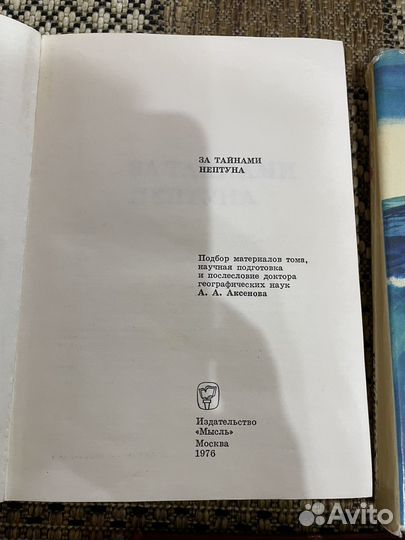 ЗА ТАЙНАМИ
НЕПТУНА
Подбор материалов тома,
научная подготовка
и послесловие доктора
географических наук
А. А. Аксенова
Издательство
«Мысль»
Москва
1976
Avito